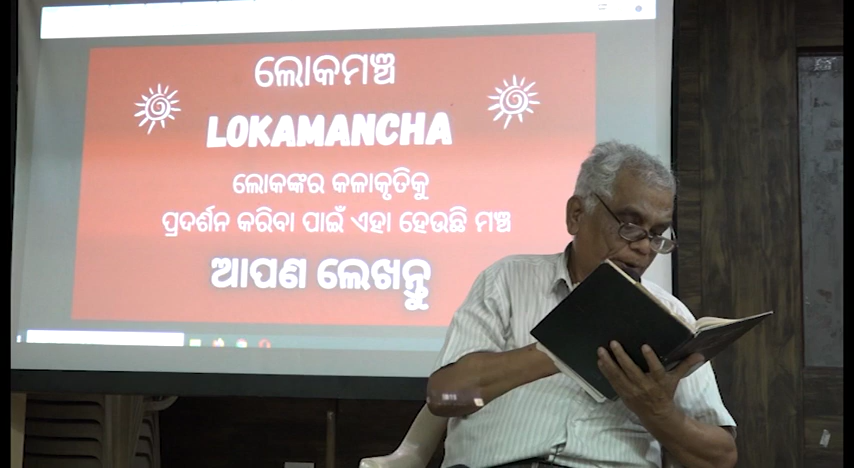 ଲୋକମଞ୍ଚ
LOKAMANCHA
ଲୋକଙ୍କର କଳାକୃତିକୁ
ପ୍ରଦର୍ଶନ କରିବା ପାଇଁ ଏହା ହେଉଛି ମଞ୍ଚ
ଆପଣ ଲେଖନ୍ତୁ